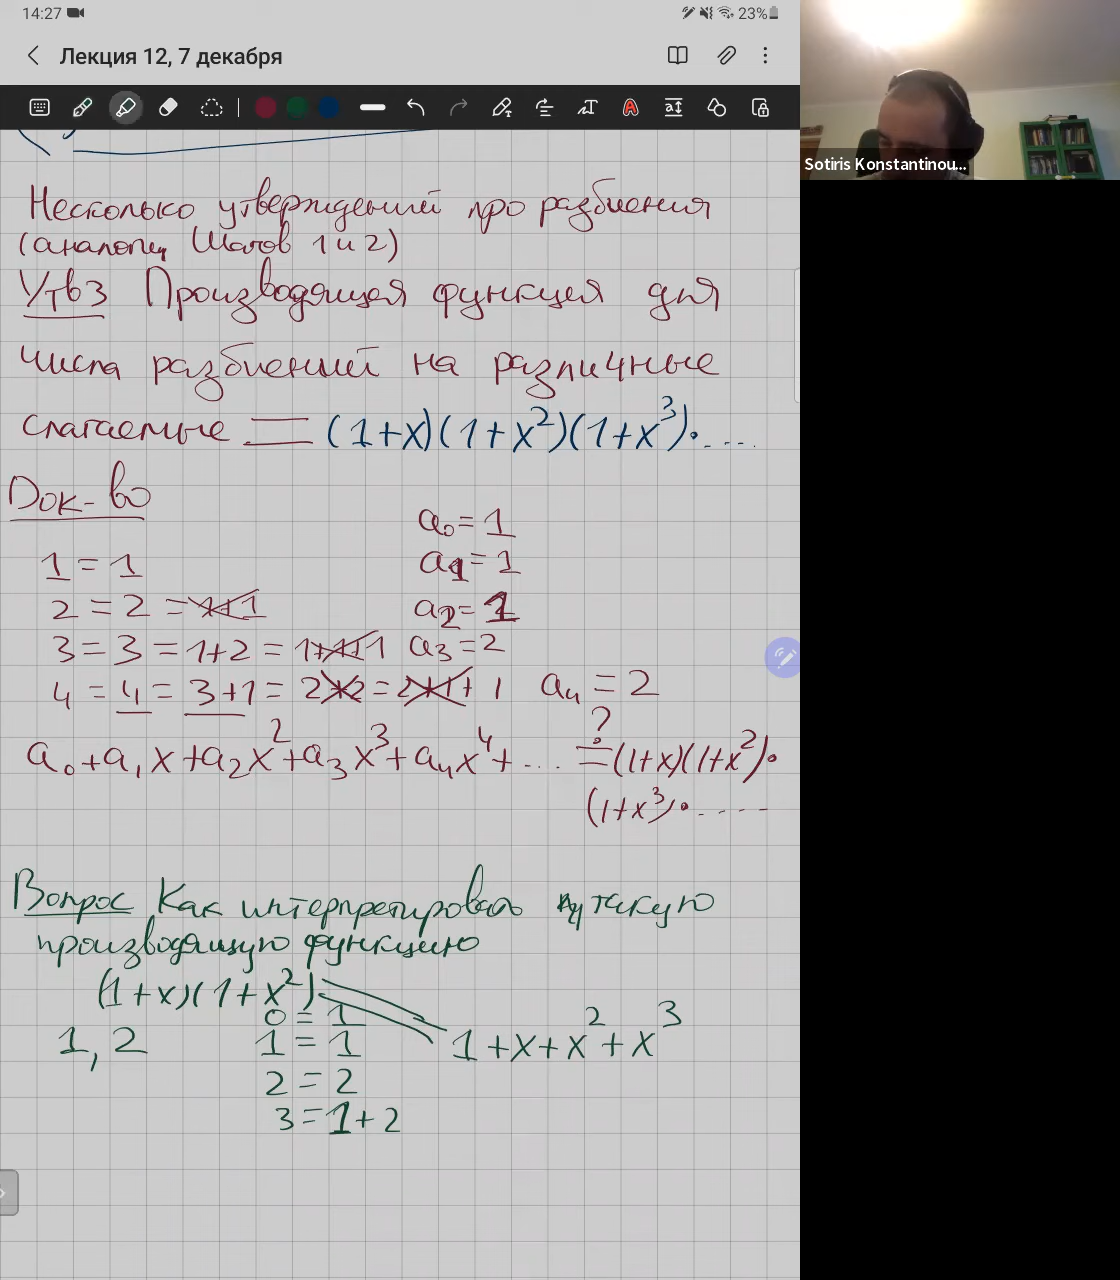 14:27
23%
Лекция 12, 7 декабря
Sotiris Konstantinou...
Несколько утверждений про разбиения
(аналоги Шагов 1 и 2)
Утв 3 Производящая функция для
числа разбиений на различные
слагаемые = (1+x)(1+x²)(1+x³)·....
Док-во
a₀=1
1 = 1 a₁=1
2 = 2 = 1+1 a₂=1
3 = 3 = 1+2 = 1+1+1 a₃=2
4 = 4 = 3+1 = 2+2 = 2+1+1 a₄=2
a₀+a₁x+a₂x²+a₃x³+a₄x⁴+... =? (1+x)(1+x²)·
(1+x³)·....
Вопрос Как интерпретировать такую
производящую функцию
(1+x)(1+x²)
0 = 1
1, 2 1 = 1 1+x+x²+x³
2 = 2
3 = 1+2